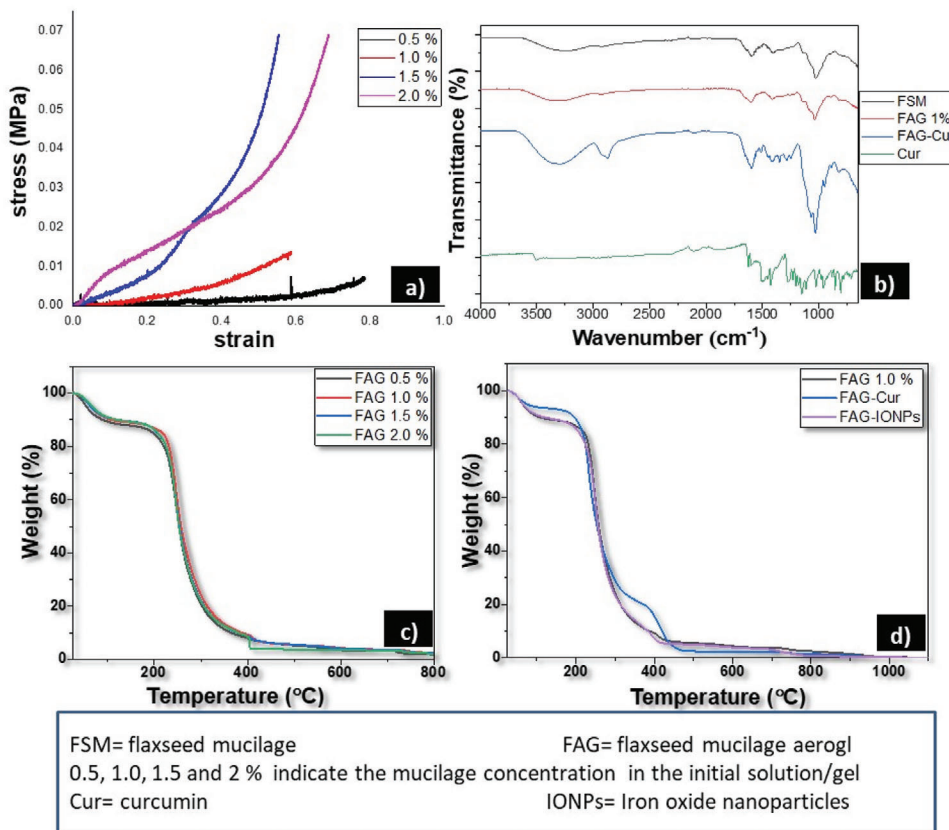 0.07
0.06
0.05
0.04
0.03
0.02
0.01
0.00
0.0 0.2 0.4 0.6 0.8 1.0
stress (MPa)
strain
0.5 %
1.0 %
1.5 %
2.0 %
a)
Transmittance (%)
4000 3500 3000 2500 2000 1500 1000
Wavenumber (cm-1)
FSM
FAG 1%
FAG-Cu
Cur
b)
100
80
60
40
20
0
Weight (%)
200 400 600 800
Temperature (°C)
FAG 0.5 %
FAG 1.0 %
FAG 1.5 %
FAG 2.0 %
c)
100
80
60
40
20
0
Weight (%)
200 400 600 800 1000
Temperature (°C)
FAG 1.0 %
FAG-Cur
FAG-IONPs
d)
FSM= flaxseed mucilage FAG= flaxseed mucilage aerogl
0.5, 1.0, 1.5 and 2 % indicate the mucilage concentration in the initial solution/gel
Cur= curcumin IONPs= Iron oxide nanoparticles